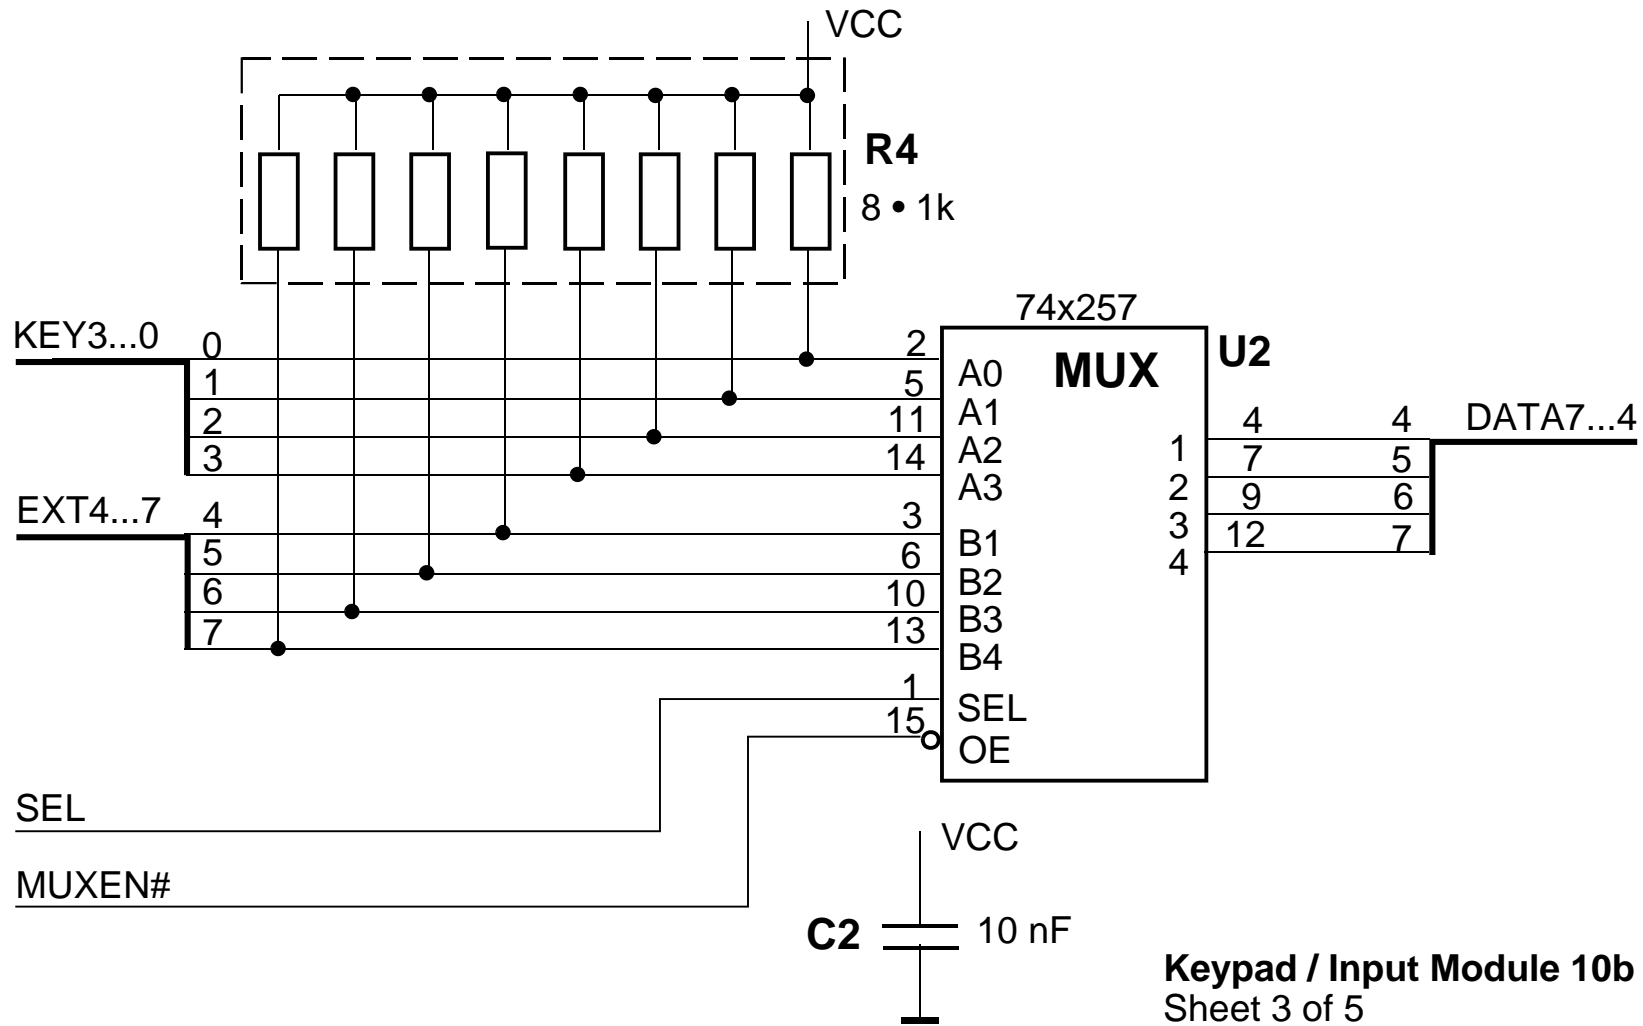 VCC
R4
8 • 1k
74x257
KEY3...0
0
1
2
3
2
5
11
14
A0
A1
A2
A3
MUX
U2
EXT4...7
4
5
6
7
3
6
10
13
B1
B2
B3
B4
1
2
3
4
4
7
9
12
4
5
6
7
DATA7...4
1
15
SEL
OE
SEL
MUXEN#
VCC
C2
10 nF
Keypad / Input Module 10b
Sheet 3 of 5